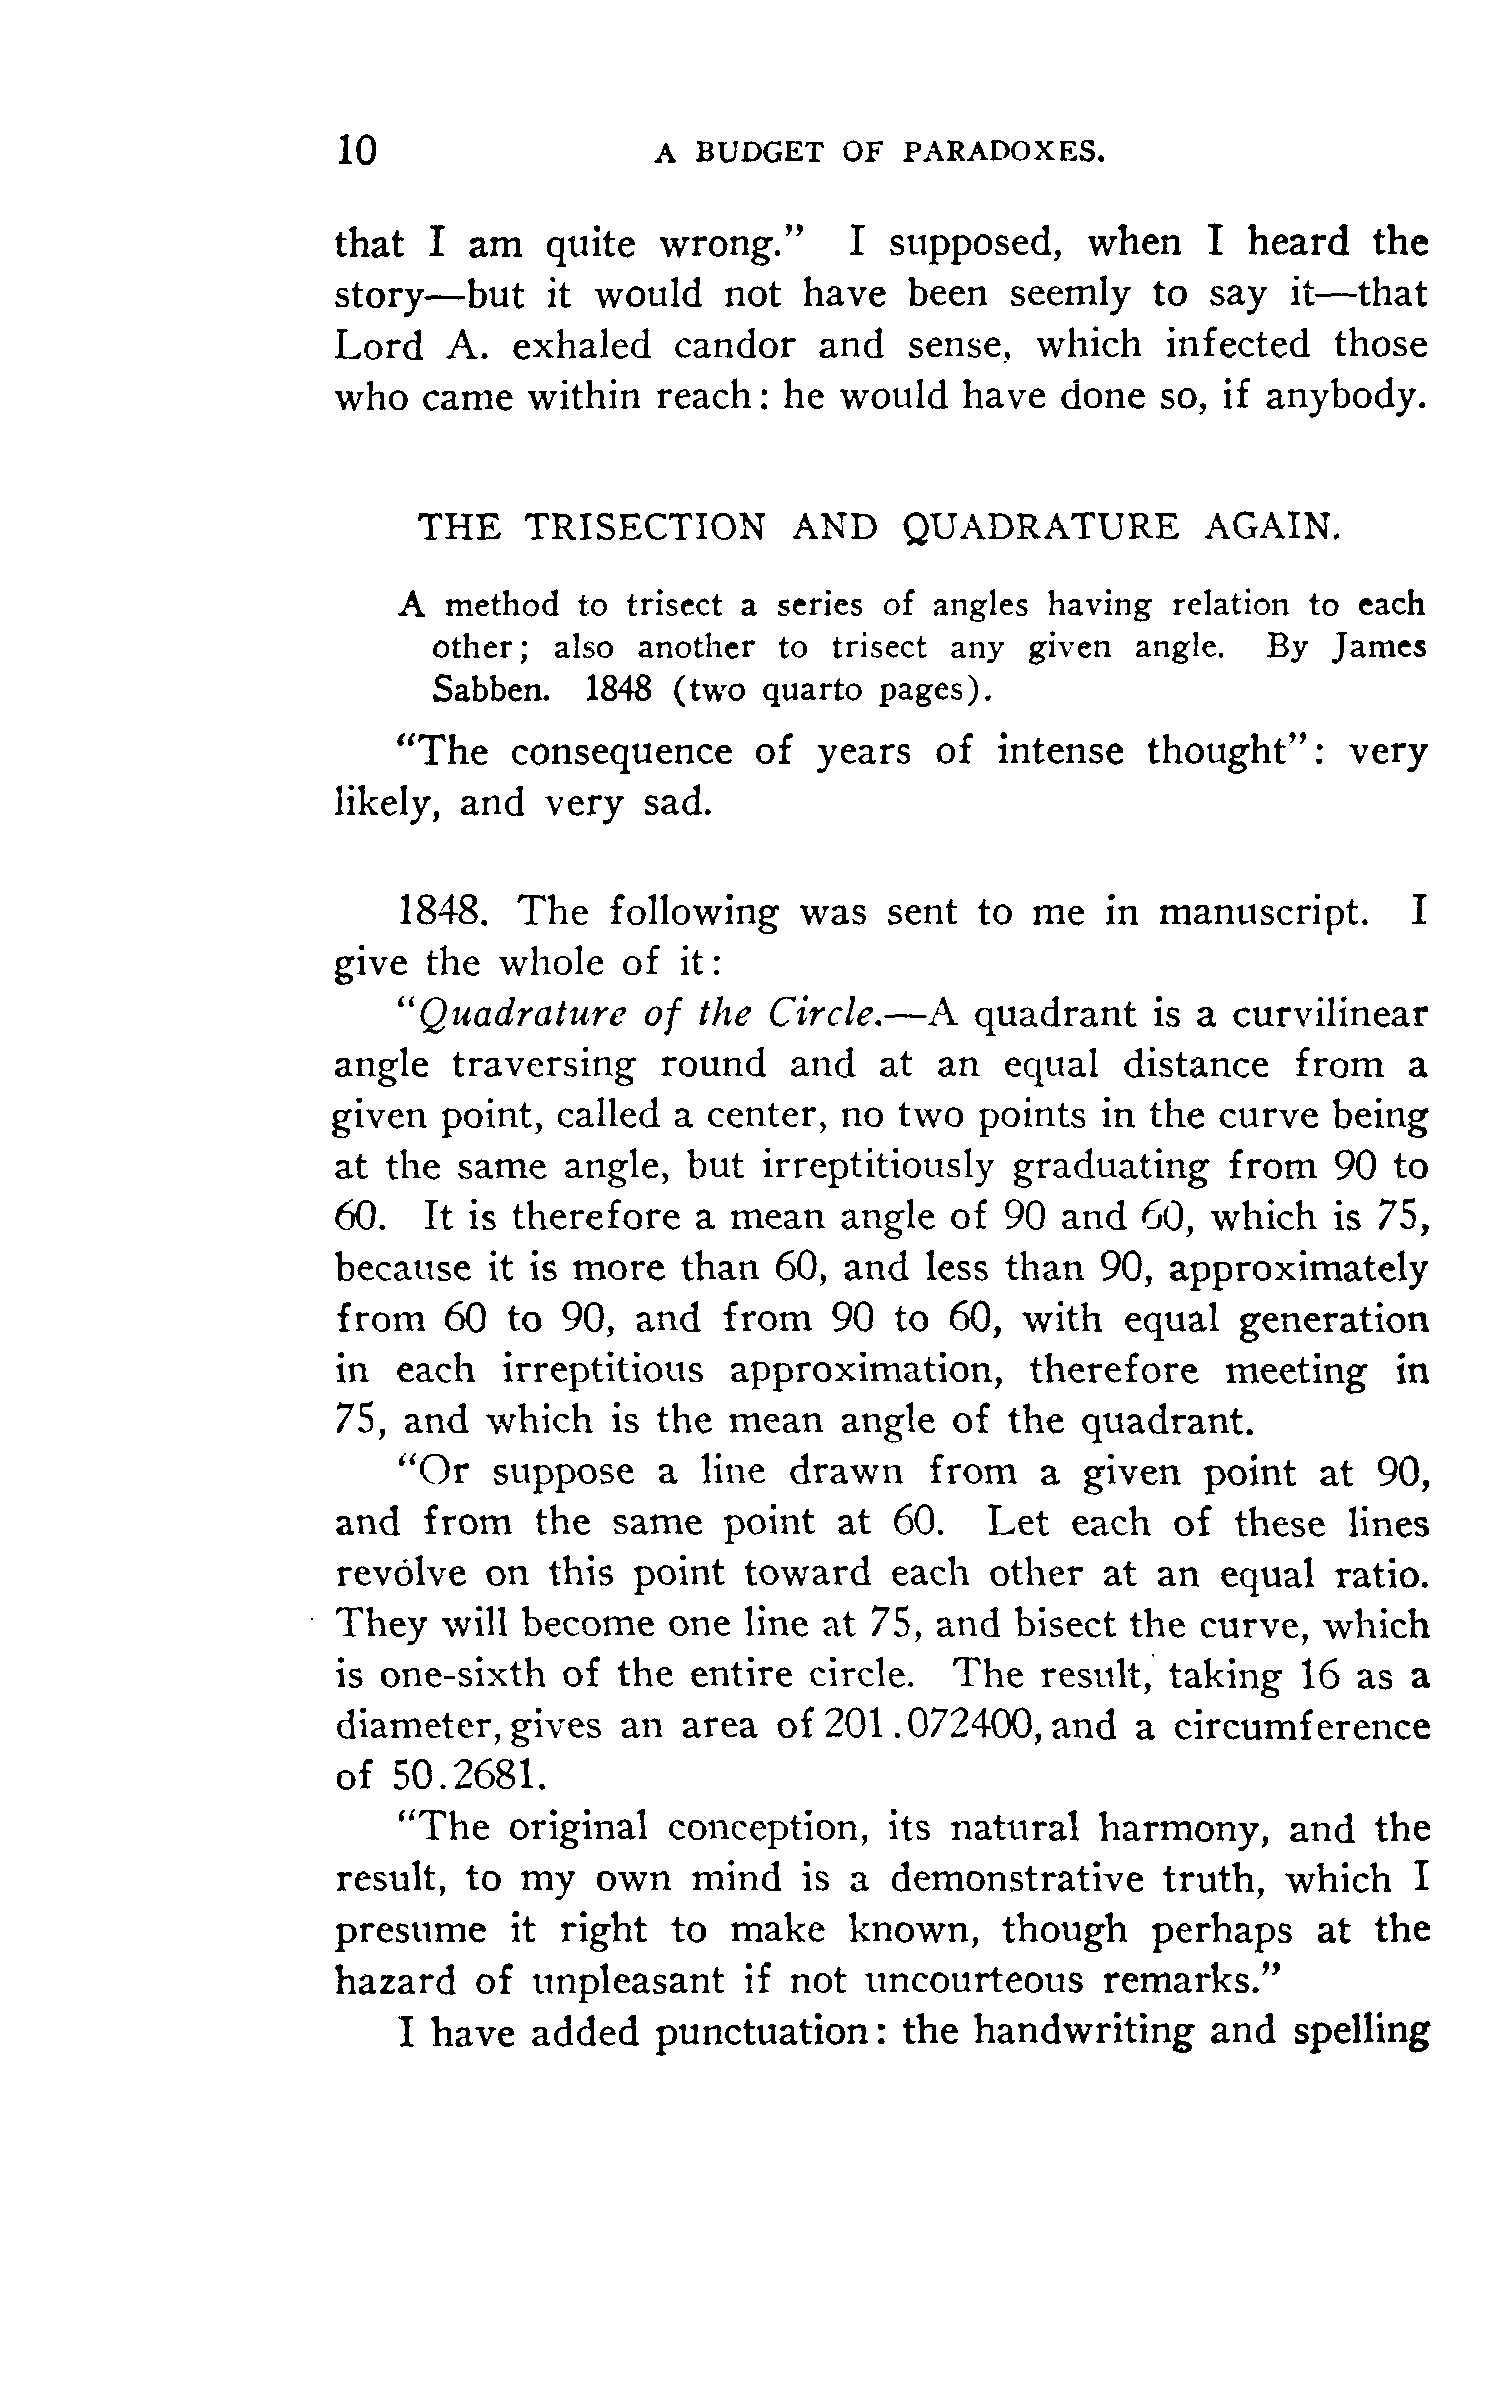 10 A BUDGET OF PARADOXES.
that I am quite wrong." I supposed, when I heard the
story—but it would not have been seemly to say it—that
Lord A. exhaled candor and sense, which infected those
who came within reach: he would have done so, if anybody.
THE TRISECTION AND QUADRATURE AGAIN.
A method to trisect a series of angles having relation to each
other; also another to trisect any given angle. By James
Sabben. 1848 (two quarto pages).
"The consequence of years of intense thought": very
likely, and very sad.
1848. The following was sent to me in manuscript. I
give the whole of it:
"Quadrature of the Circle.—A quadrant is a curvilinear
angle traversing round and at an equal distance from a
given point, called a center, no two points in the curve being
at the same angle, but irreptitiously graduating from 90 to
60. It is therefore a mean angle of 90 and 60, which is 75,
because it is more than 60, and less than 90, approximately
from 60 to 90, and from 90 to 60, with equal generation
in each irreptitious approximation, therefore meeting in
75, and which is the mean angle of the quadrant.
"Or suppose a line drawn from a given point at 90,
and from the same point at 60. Let each of these lines
revolve on this point toward each other at an equal ratio.
They will become one line at 75, and bisect the curve, which
is one-sixth of the entire circle. The result, taking 16 as a
diameter, gives an area of 201.072400, and a circumference
of 50.2681.
"The original conception, its natural harmony, and the
result, to my own mind is a demonstrative truth, which I
presume it right to make known, though perhaps at the
hazard of unpleasant if not uncourteous remarks."
I have added punctuation: the handwriting and spelling